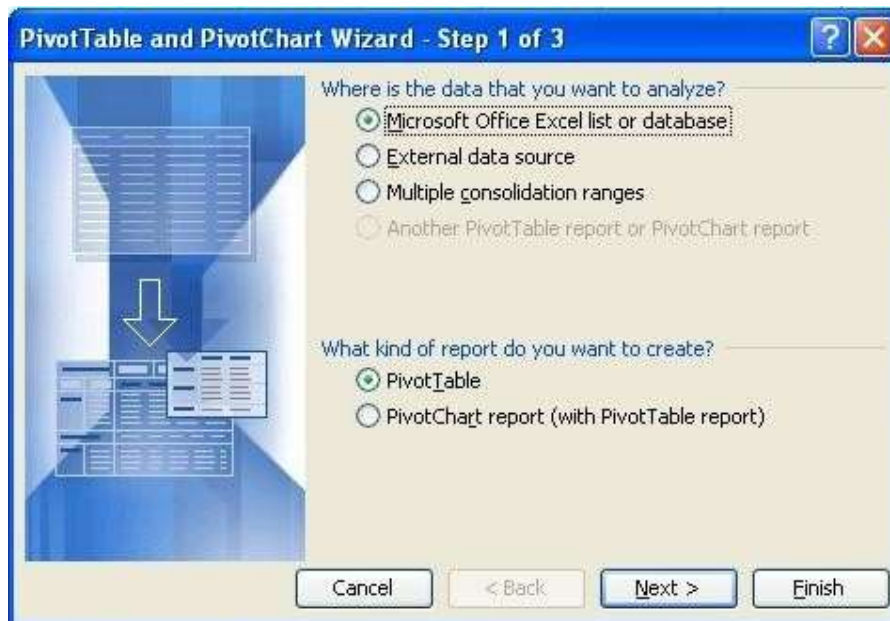 PivotTable and PivotChart Wizard - Step 1 of 3
Where is the data that you want to analyze?
Microsoft Office Excel list or database
External data source
Multiple consolidation ranges
Another PivotTable report or PivotChart report
What kind of report do you want to create?
PivotTable
PivotChart report (with PivotTable report)
Cancel
< Back
Next >
Finish